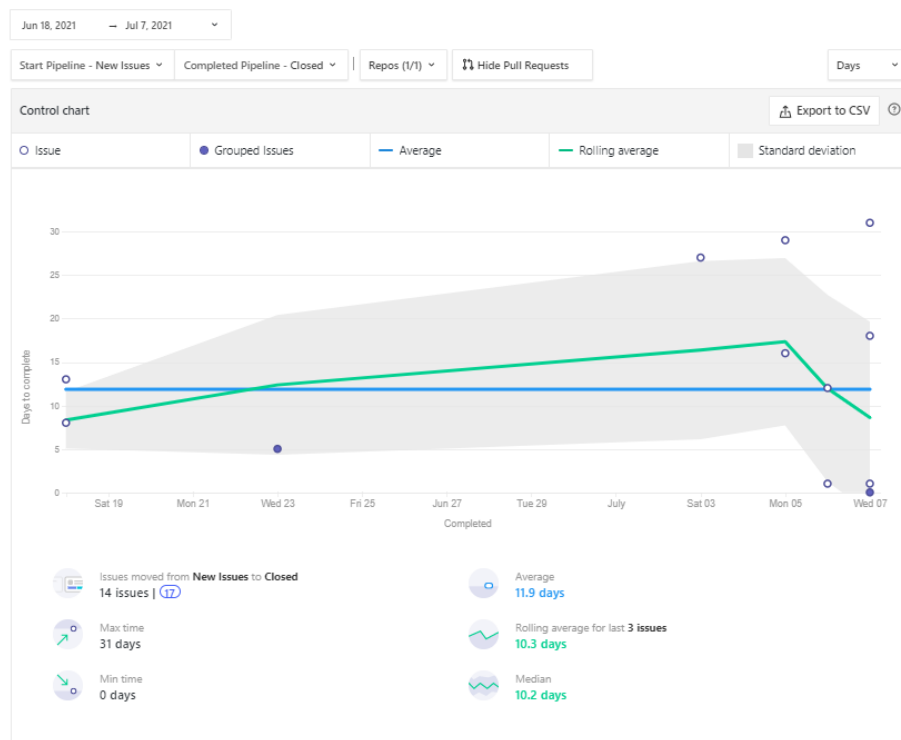 Jun 18, 2021 → Jul 7, 2021
Start Pipeline - New Issues Completed Pipeline - Closed | Repos (1/1) Hide Pull Requests Days
Control chart Export to CSV ?
Issue Grouped Issues Average Rolling average Standard deviation
30
25
20
15
10
5
0
Days to complete
Sat 19 Mon 21 Wed 23 Fri 25 Jun 27 Tue 29 July Sat 03 Mon 05 Wed 07
Completed
Issues moved from New Issues to Closed
14 issues | 17
Average
11.9 days
Max time
31 days
Rolling average for last 3 issues
10.3 days
Min time
0 days
Median
10.2 days